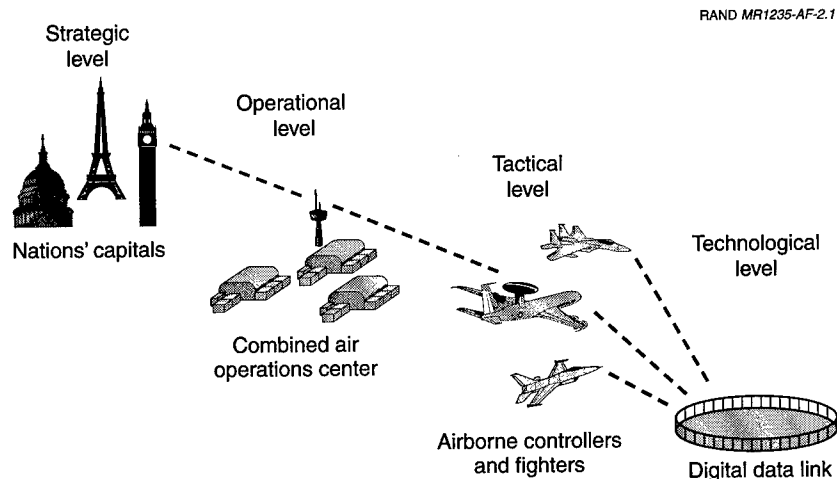 RAND MR1235-AF-2.1
Strategic
level
Operational
level
Tactical
level
Technological
level
Nations' capitals
Combined air
operations center
Airborne controllers
and fighters
Digital data link